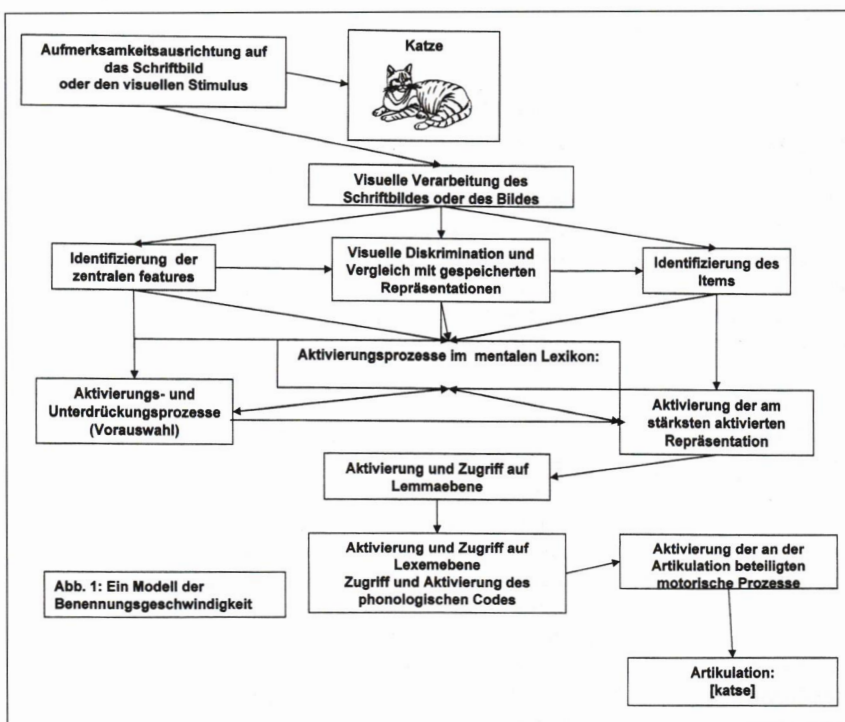 Aufmerksamkeitsausrichtung auf
das Schriftbild
oder den visuellen Stimulus
Katze
Visuelle Verarbeitung des
Schriftbildes oder des Bildes
Identifizierung der
zentralen features
Visuelle Diskrimination und
Vergleich mit gespeicherten
Repräsentationen
Identifizierung des
Items
Aktivierungsprozesse im mentalen Lexikon:
Aktivierungs- und
Unterdrückungsprozesse
(Vorauswahl)
Aktivierung der am
stärksten aktivierten
Repräsentation
Aktivierung und Zugriff auf
Lemmaebene
Aktivierung und Zugriff auf
Lexemebene
Zugriff und Aktivierung des
phonologischen Codes
Aktivierung der an der
Artikulation beteiligten
motorische Prozesse
Abb. 1: Ein Modell der
Benennungsgeschwindigkeit
Artikulation:
[katse]